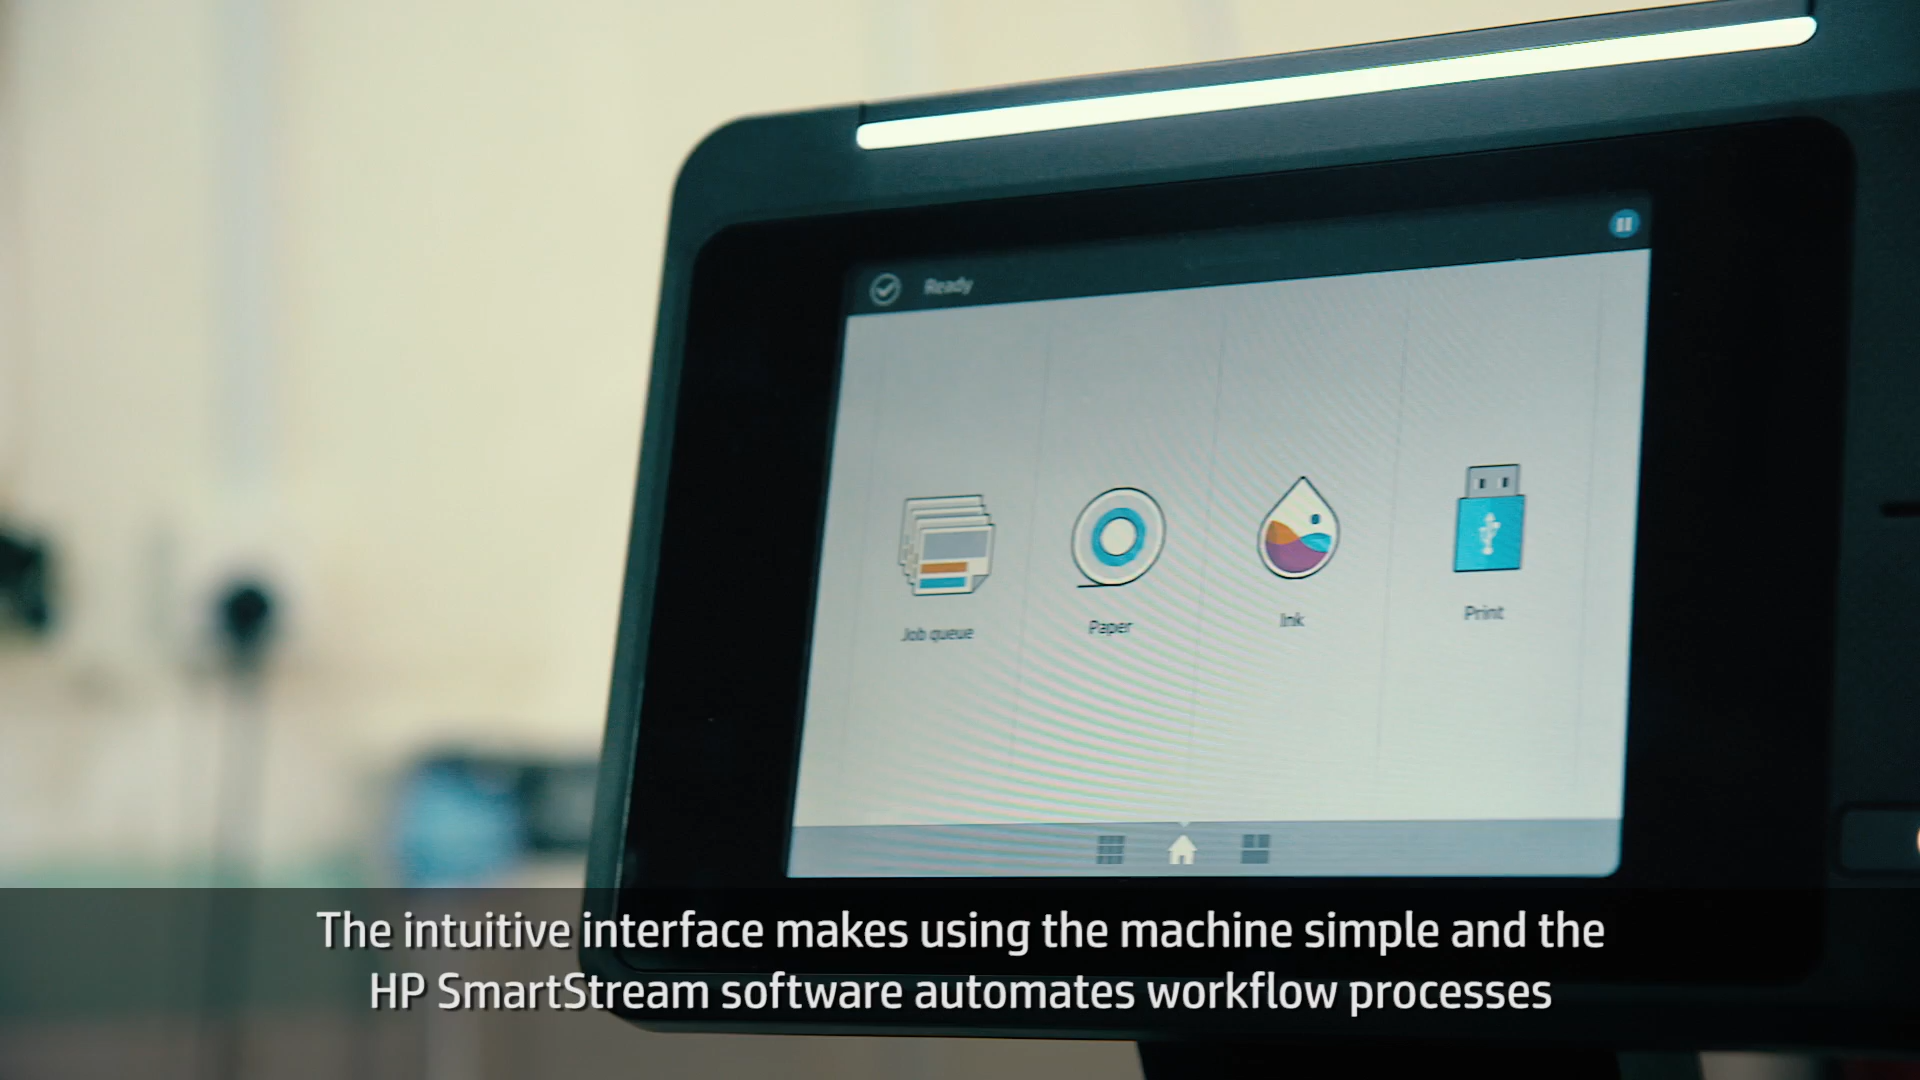 Ready
Job queue
Paper
Ink
Print
The intuitive interface makes using the machine simple and the
HP SmartStream software automates workflow processes